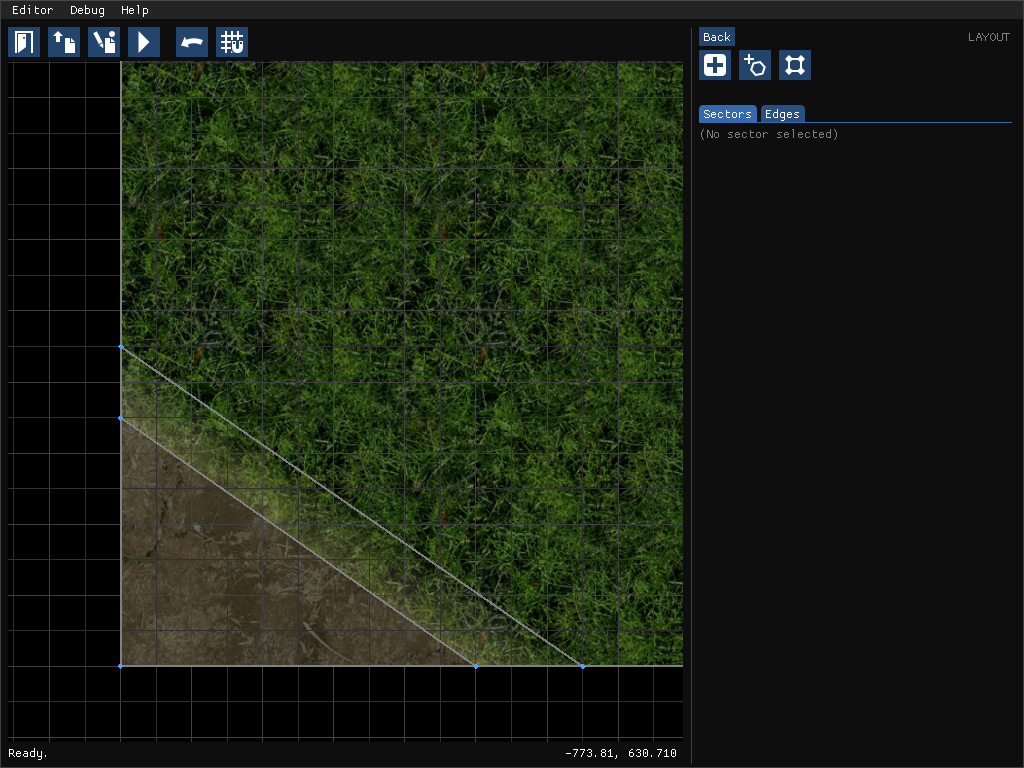 Editor Debug Help
Back LAYOUT
Sectors Edges
(No sector selected)
Ready. -773.81, 630.710